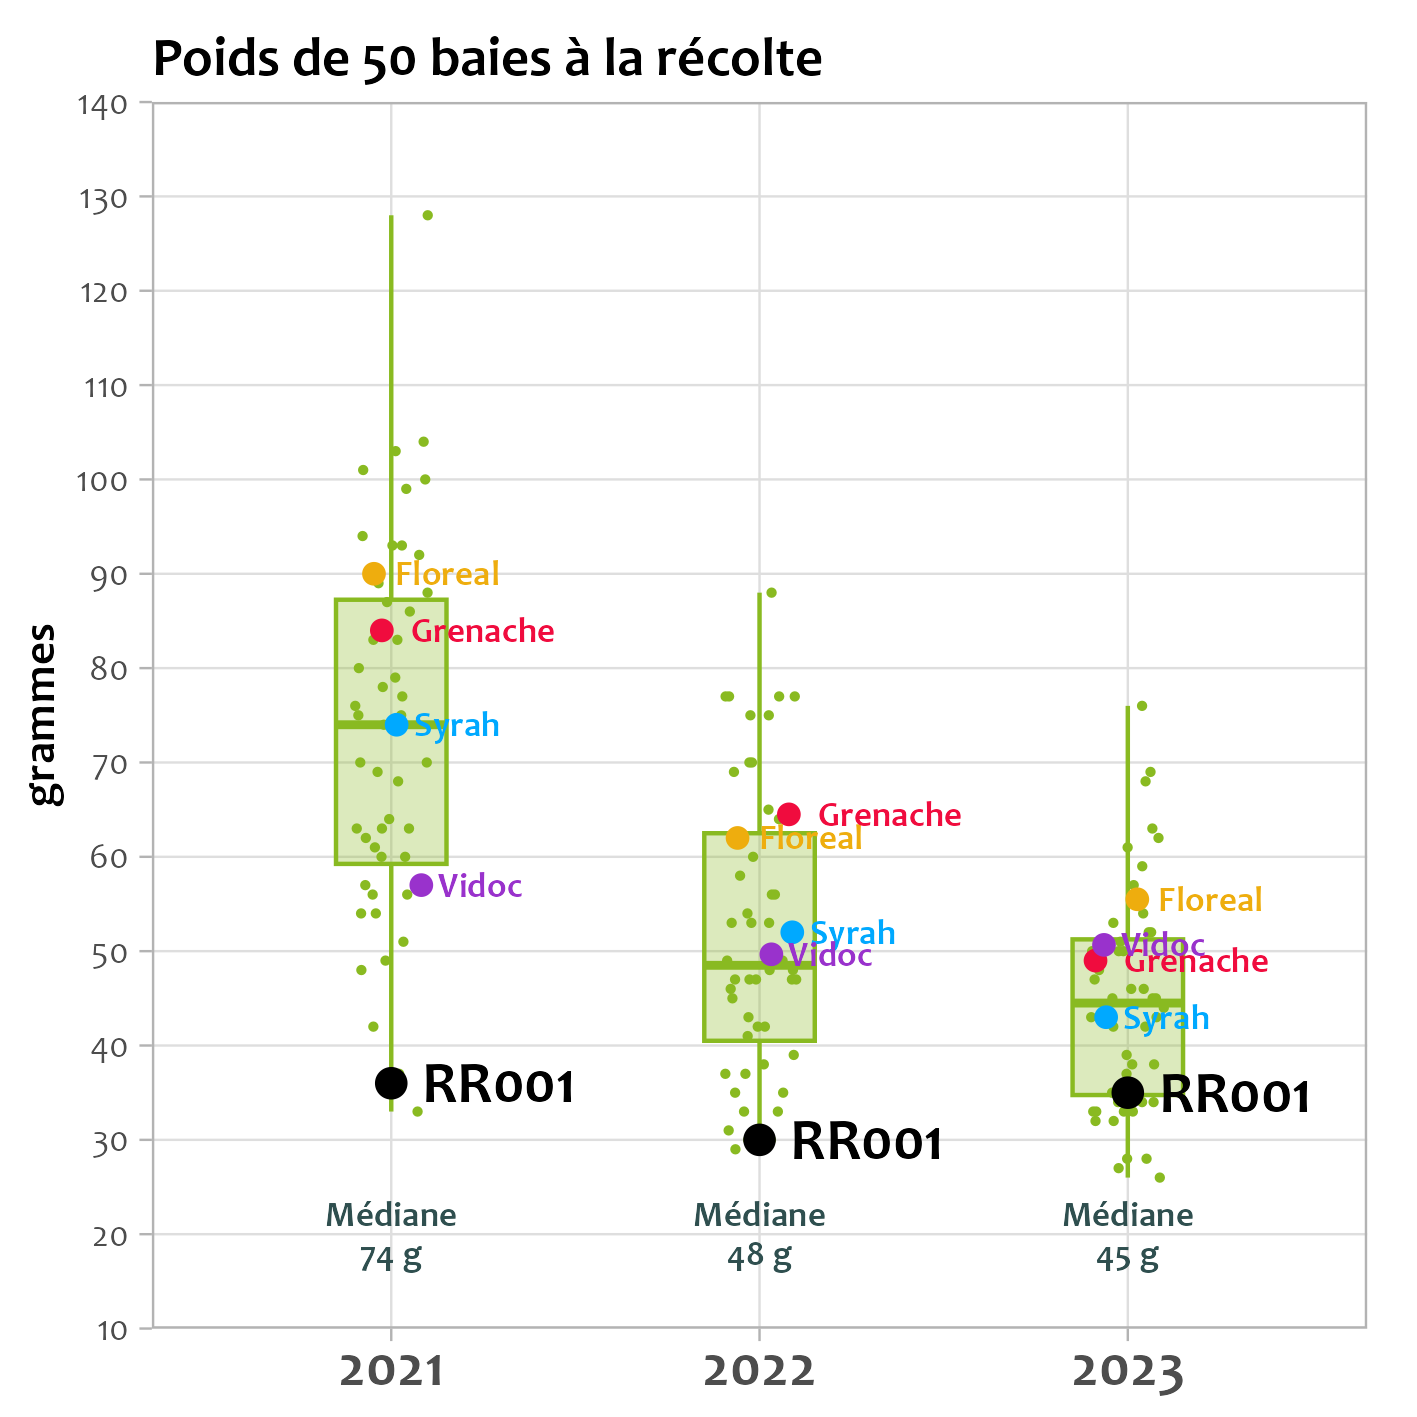 Poids de 50 baies à la récolte
grammes
140
130
120
110
100
90
80
70
60
50
40
30
20
10
Floreal
Grenache
Syrah
Vidoc
RR001
Médiane
74 g
2021
Grenache
Floreal
Syrah
Vidoc
RR001
Médiane
48 g
2022
Floreal
Vidoc
Grenache
Syrah
RR001
Médiane
45 g
2023